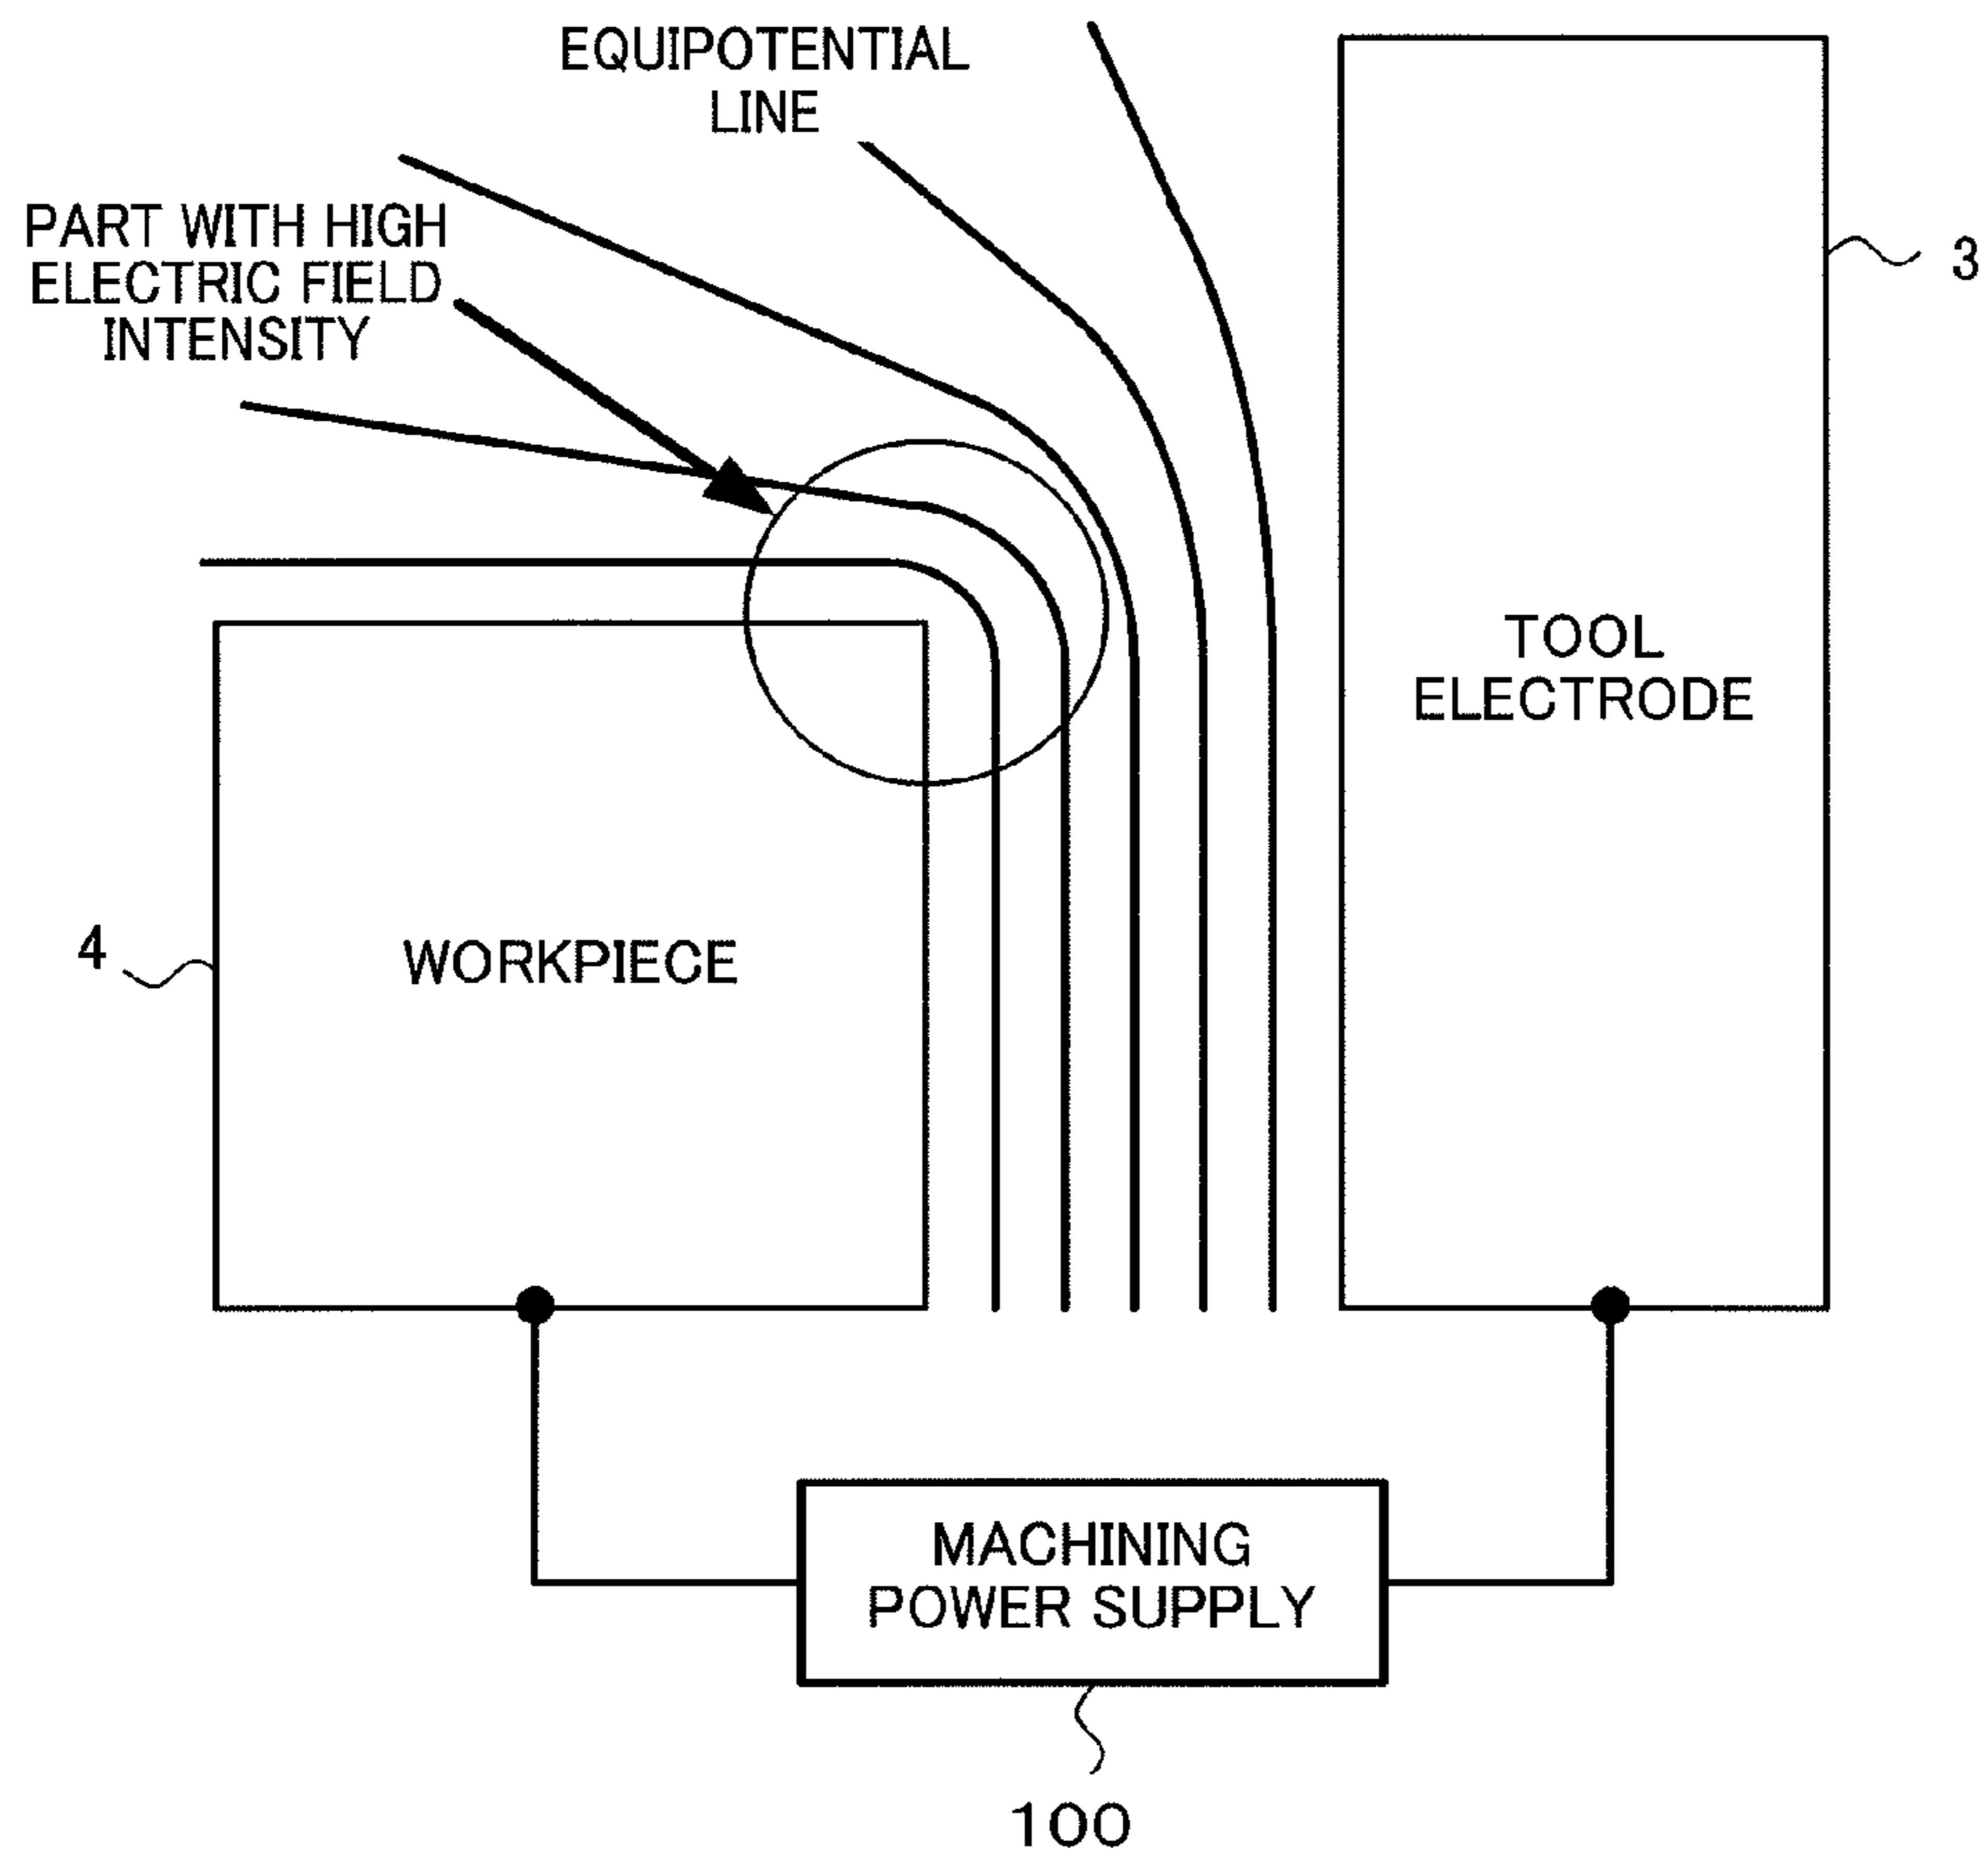 EQUIPOTENTIAL
LINE
PART WITH HIGH
ELECTRIC FIELD
INTENSITY
3
TOOL
ELECTRODE
4
WORKPIECE
MACHINING
POWER SUPPLY
100